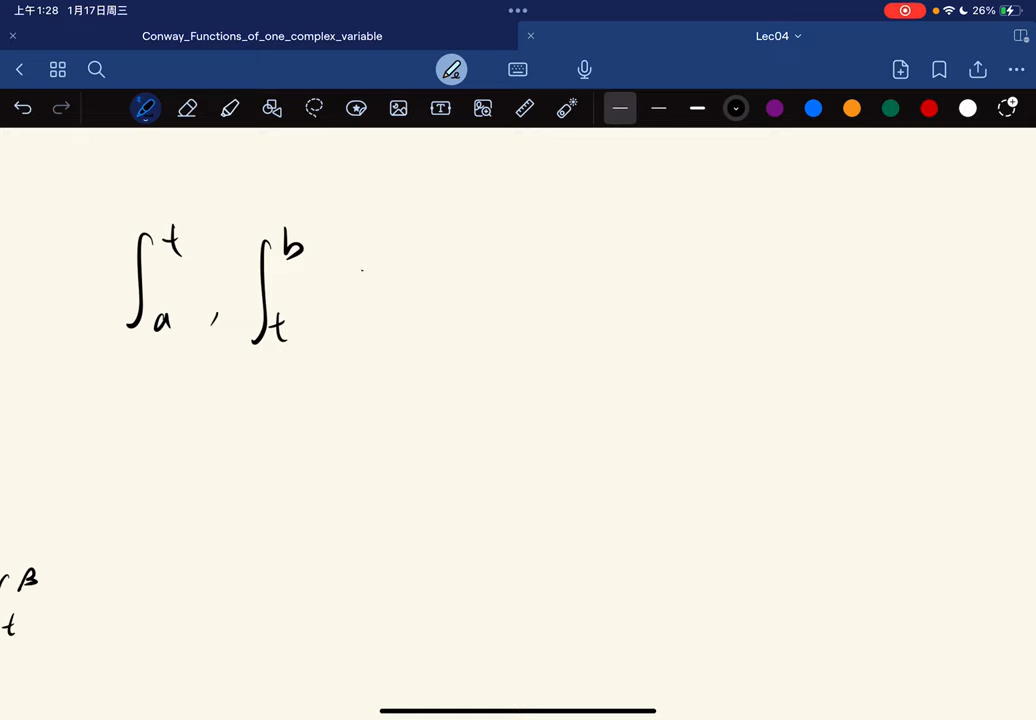 上午1:28 1月17日周三 26%
Conway_Functions_of_one_complex_variable Lec04
∫_a^t , ∫_t^b
β
t